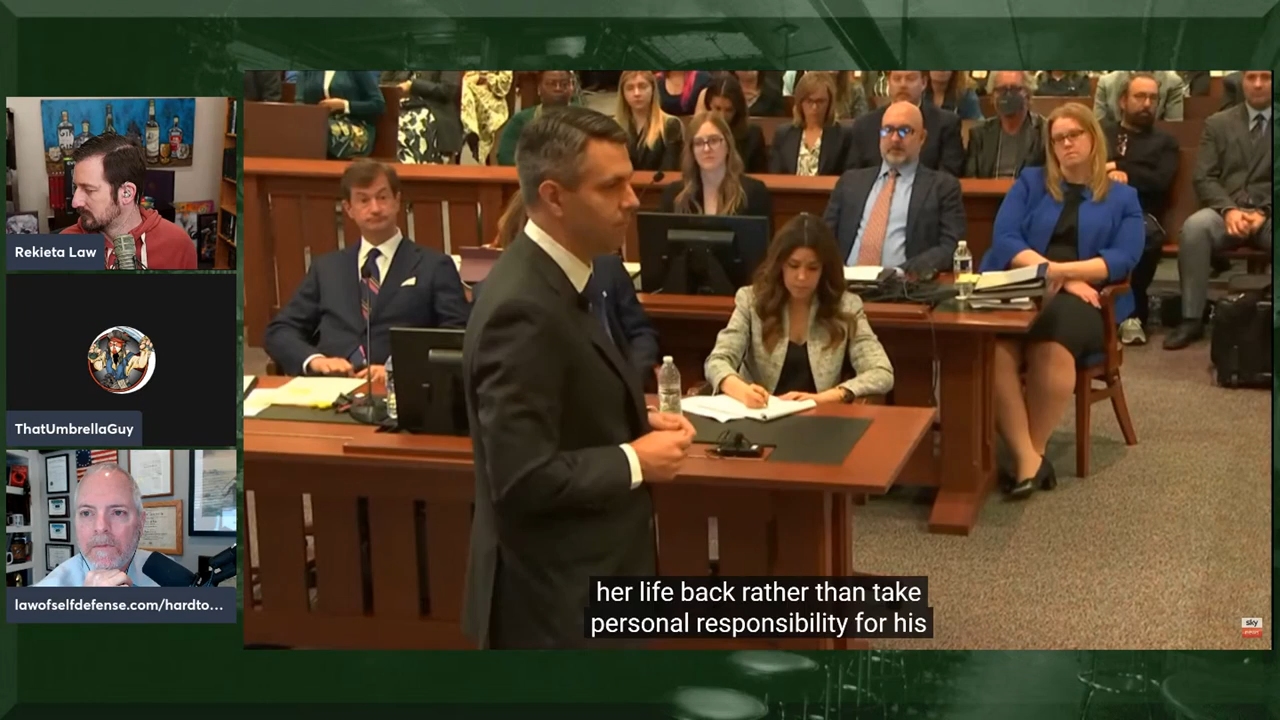 Rekieta Law
ThatUmbrellaGuy
lawofselfdefense.com/hardto...
her life back rather than take
personal responsibility for his
sky